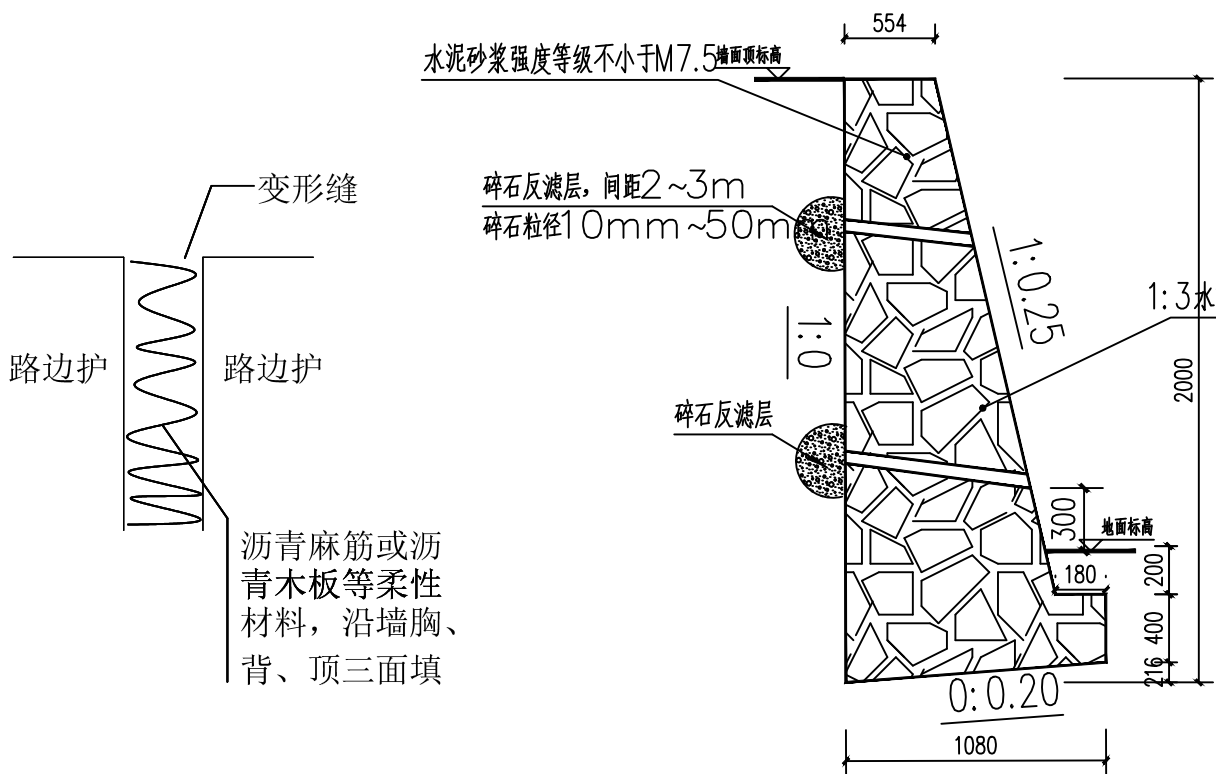 554
水泥砂浆强度等级不小于M7.5
墙面顶标高
变形缝
碎石反滤层，间距2~3m
碎石粒径10mm~50m
1:0.25
1:3水
1:0
路边护
路边护
2000
碎石反滤层
300
地面标高
沥青麻筋或沥
青木板等柔性
材料，沿墙胸、
背、顶三面填
180
200
400
216
0:0.20
1080